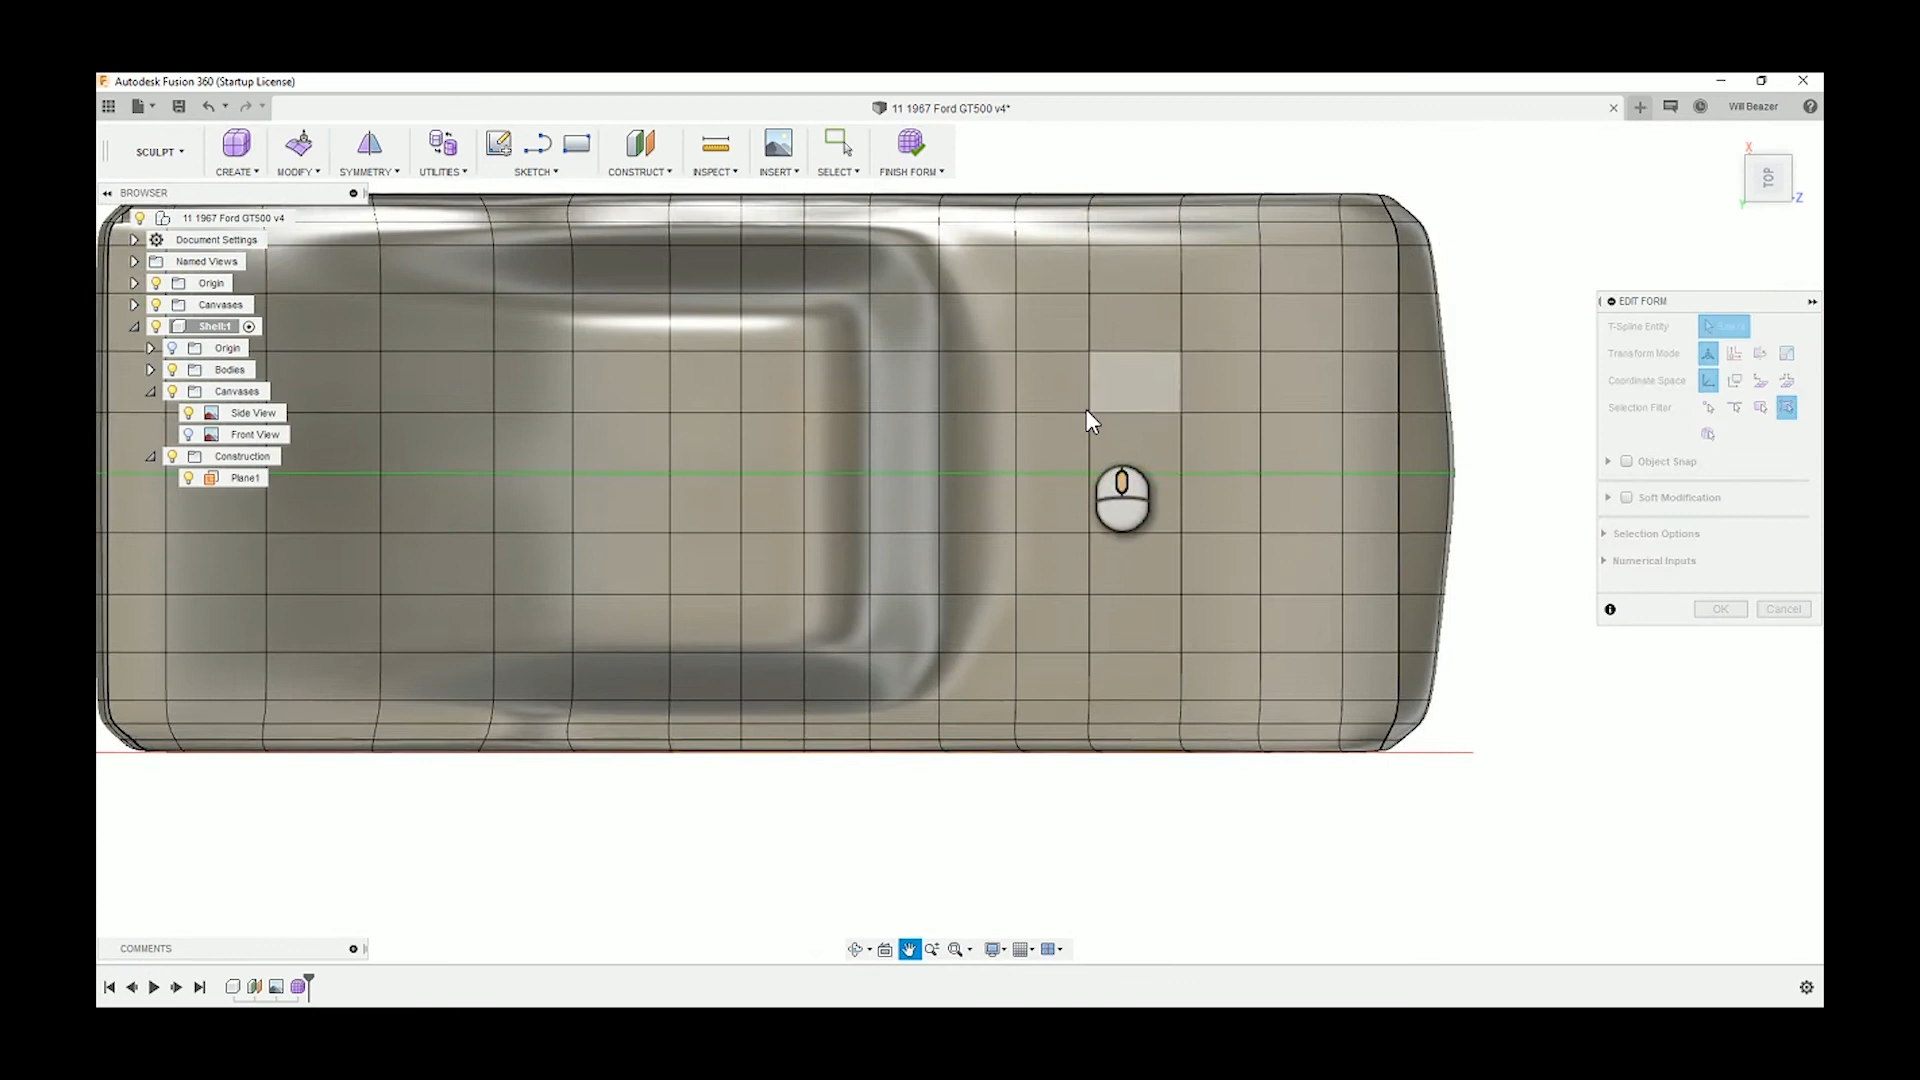 Autodesk Fusion 360 (Startup License)
11 1967 Ford GT500 v4*
Will Beazer
SCULPT
CREATE
MODIFY
SYMMETRY
UTILITIES
SKETCH
CONSTRUCT
INSPECT
INSERT
SELECT
FINISH FORM
X
TOP
Z
Y
BROWSER
11 1967 Ford GT500 v4
Document Settings
Named Views
Origin
Canvases
Shell:1
Origin
Bodies
Canvases
Side View
Front View
Construction
Plane1
EDIT FORM
T-Spline Entity
Select
Transform Mode
Coordinate Space
Selection Filter
Object Snap
Soft Modification
Selection Options
Numerical Inputs
OK
Cancel
COMMENTS